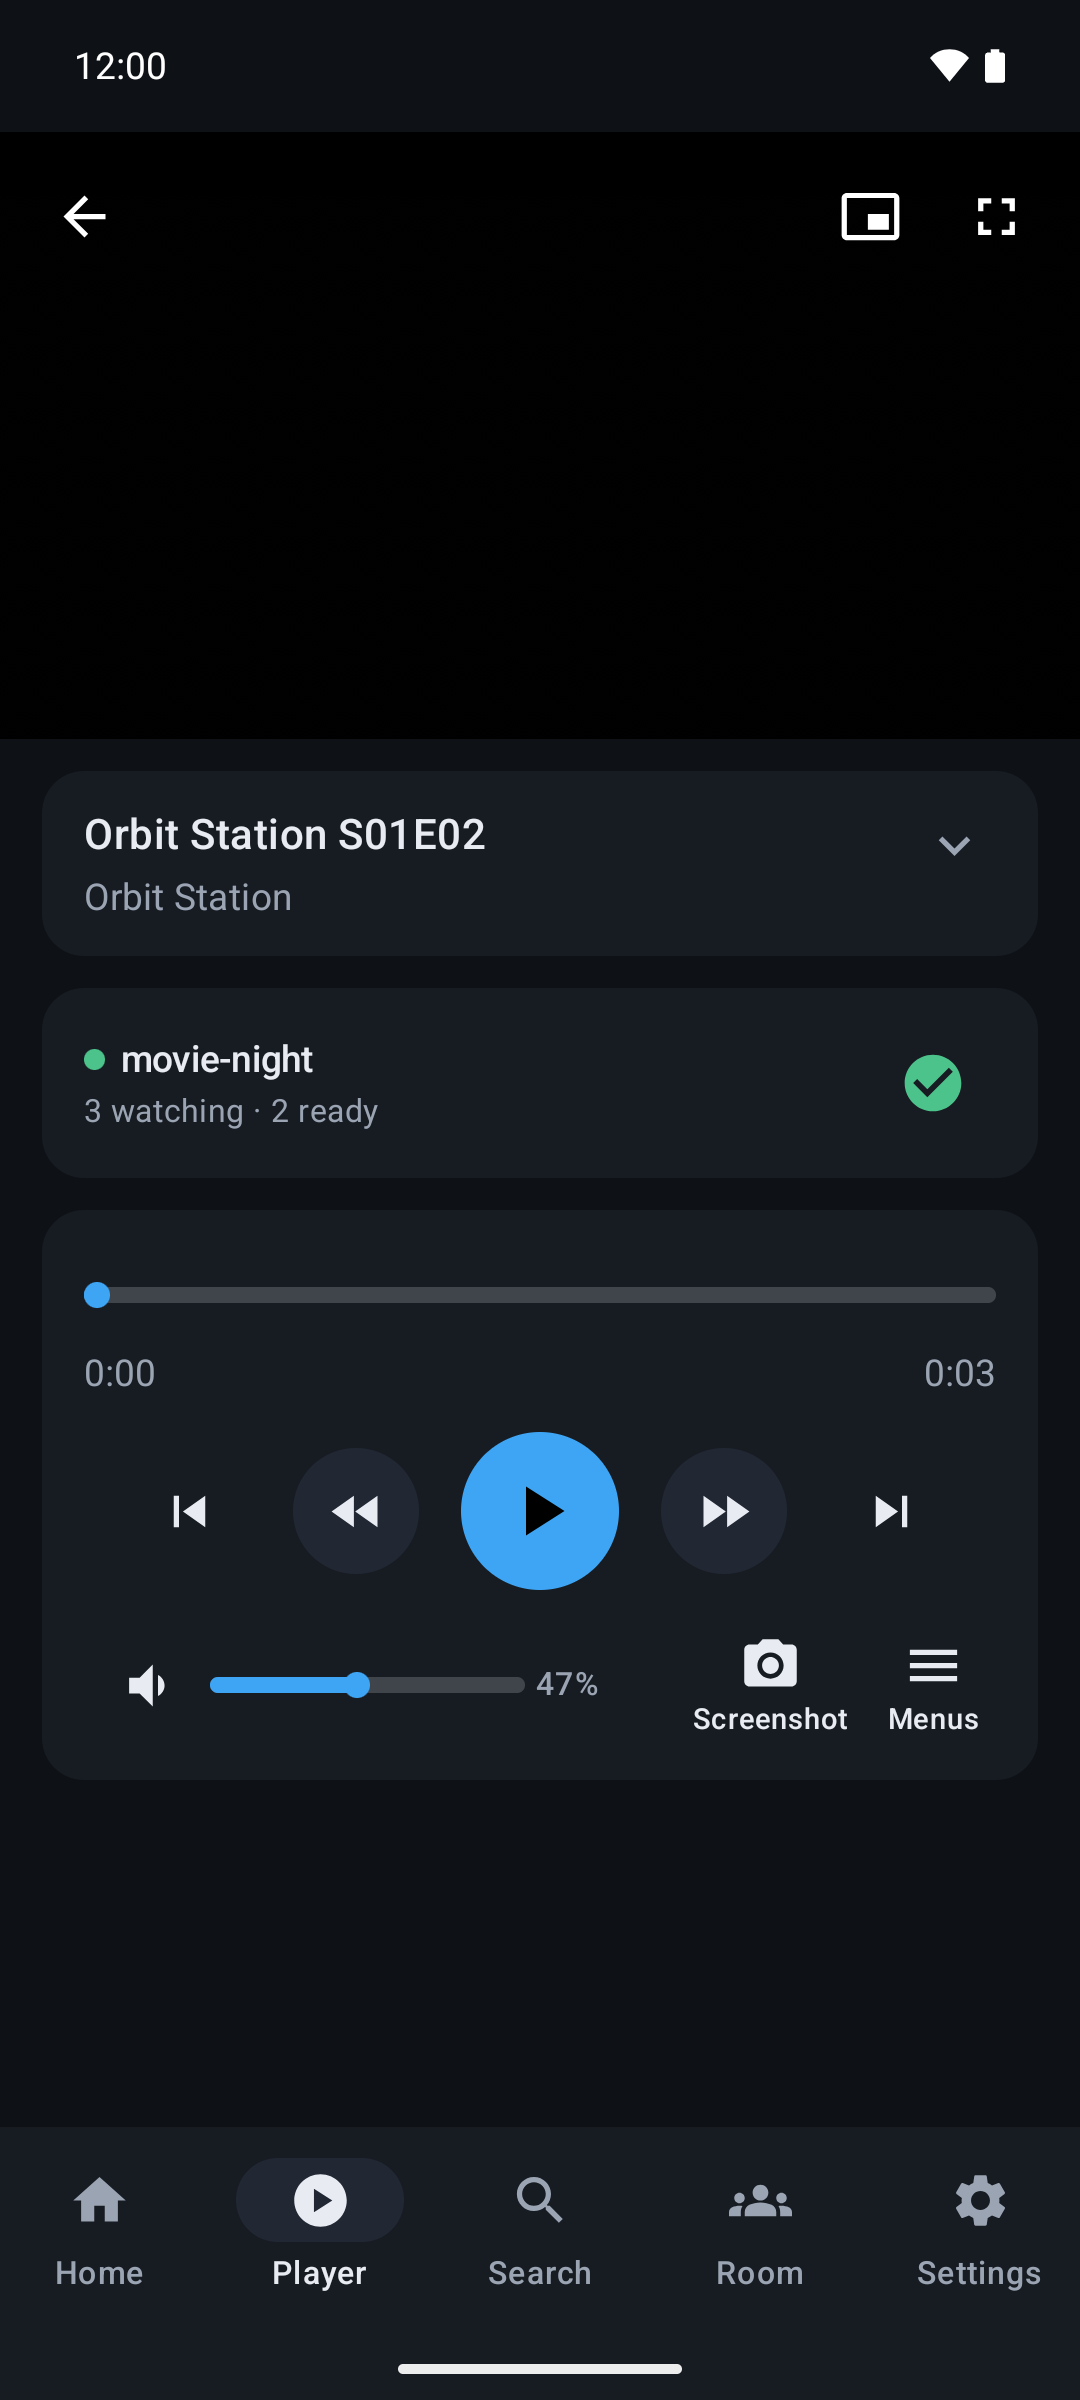 12:00
Orbit Station S01E02
Orbit Station
movie-night
3 watching · 2 ready
0:00
0:03
47%
Screenshot
Menus
Home
Player
Search
Room
Settings